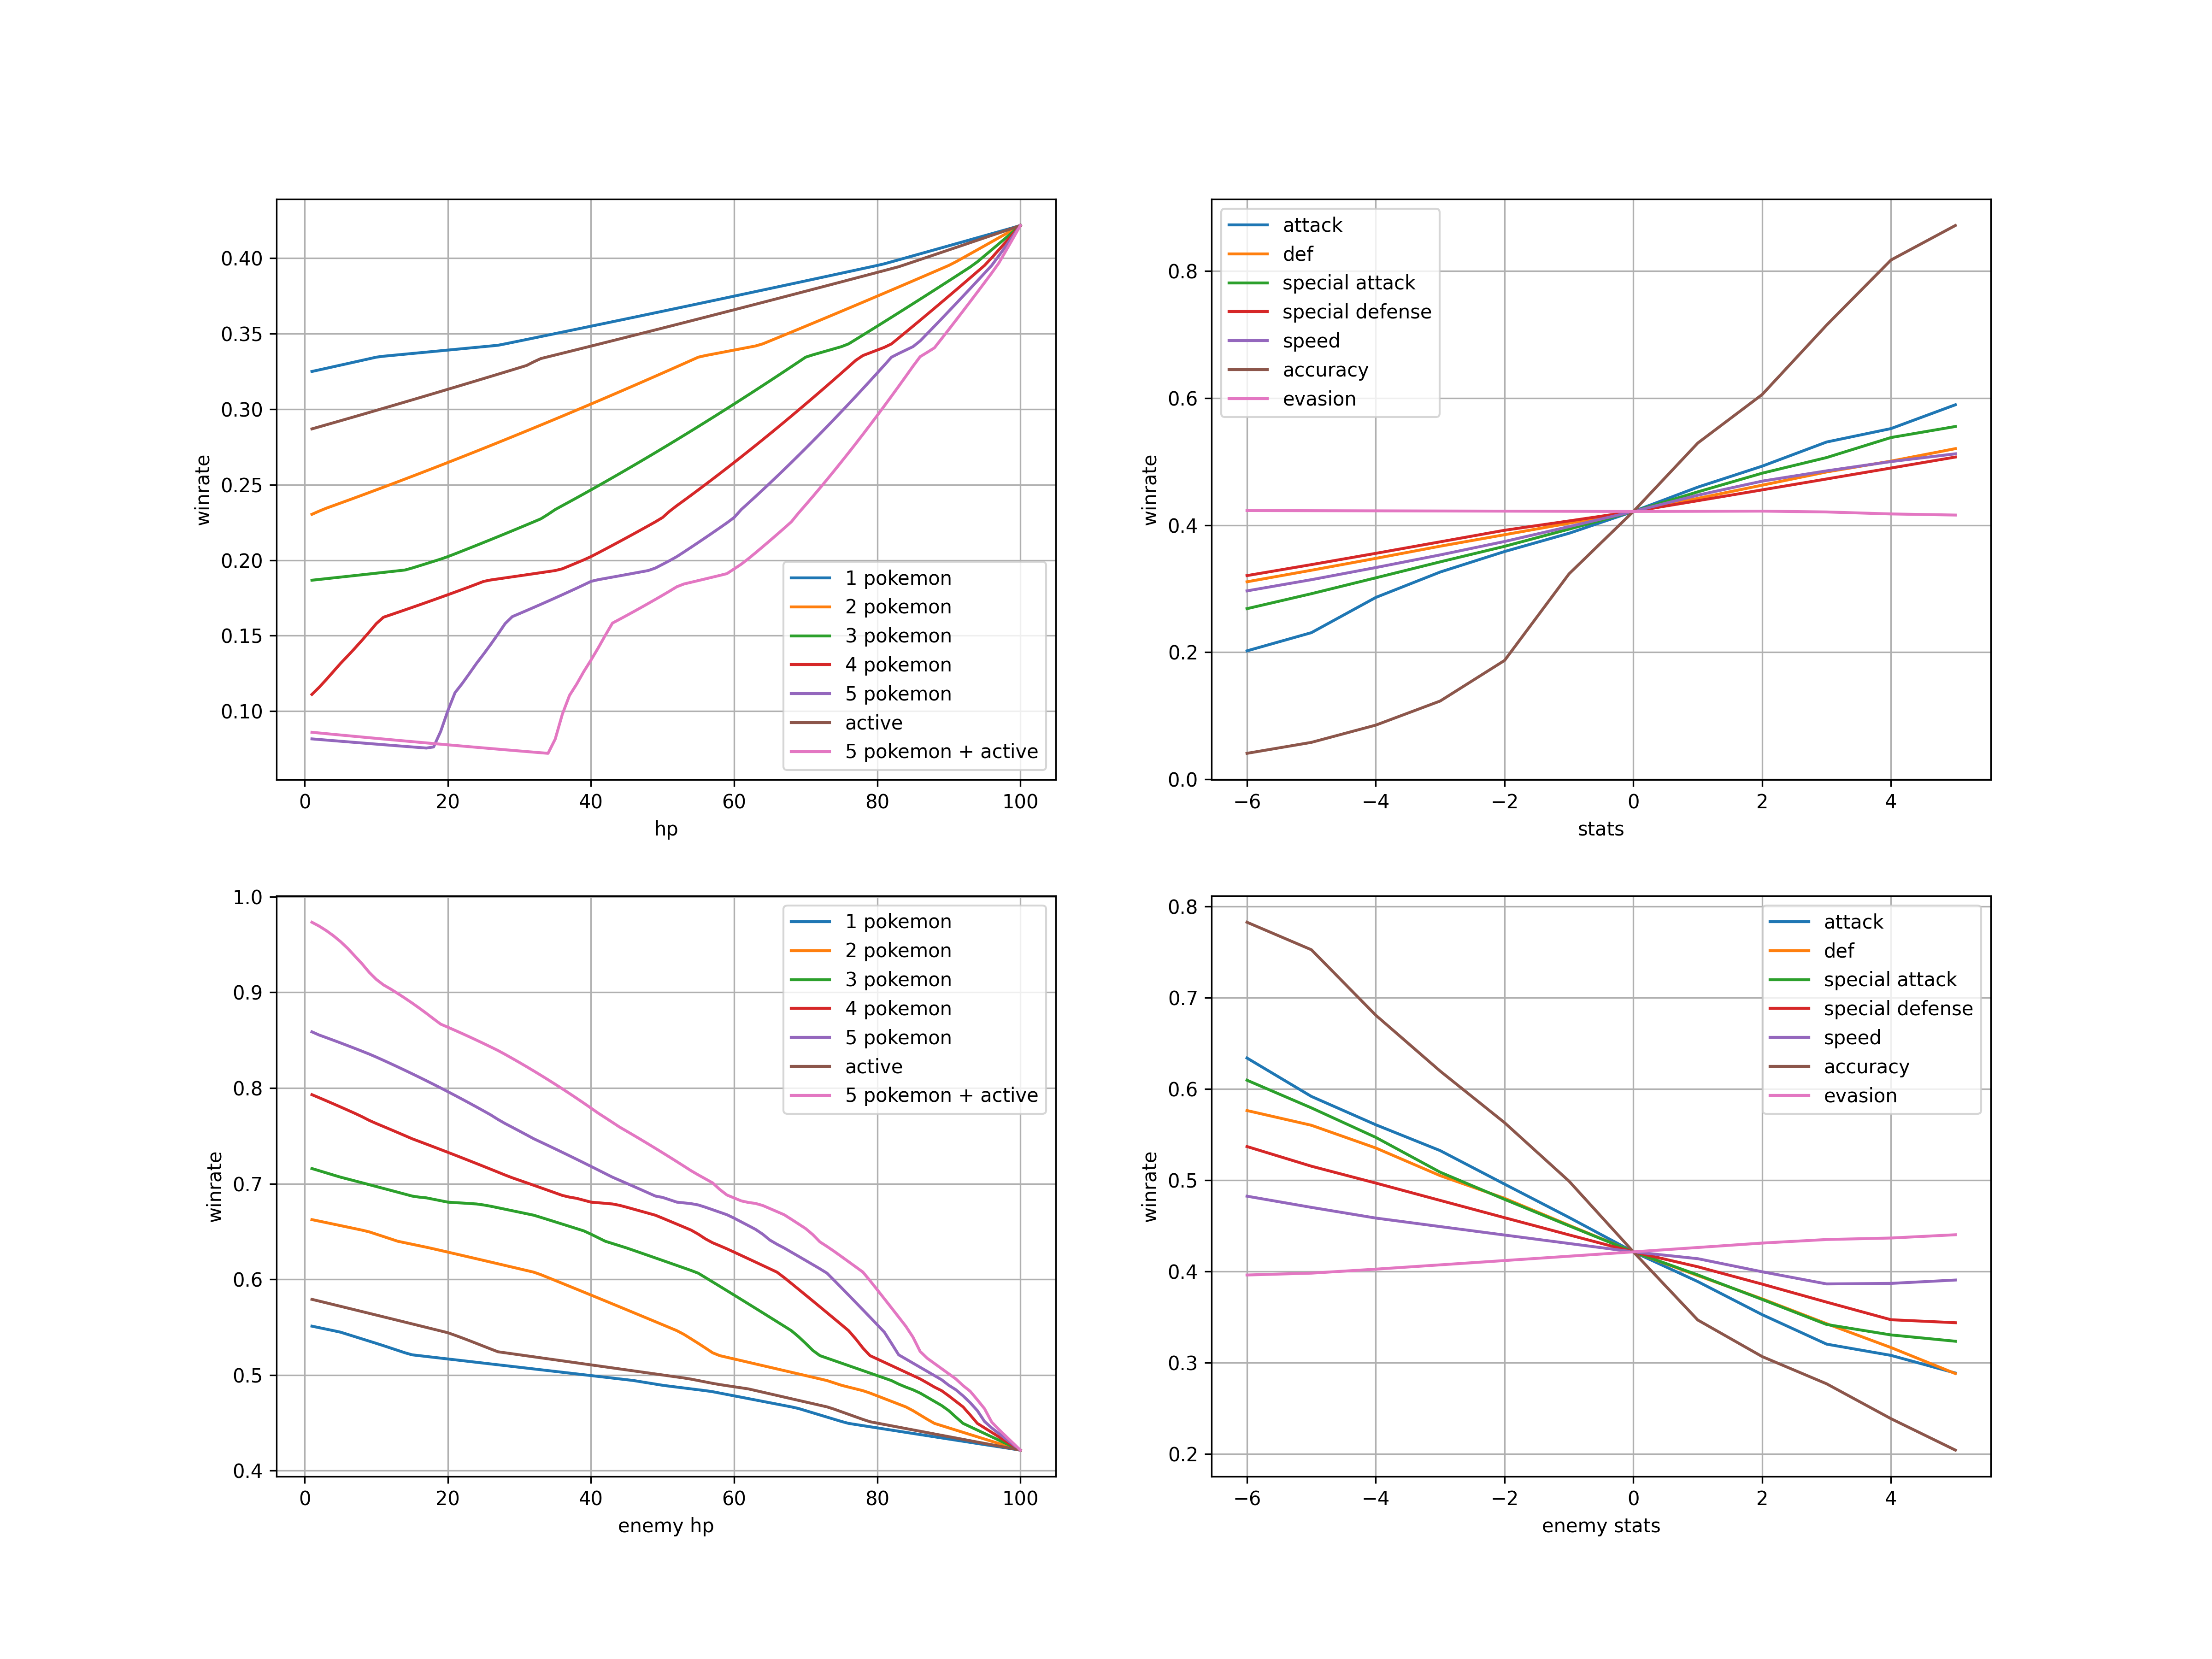 winrate
0.40
0.35
0.30
0.25
0.20
0.15
0.10
1 pokemon
2 pokemon
3 pokemon
4 pokemon
5 pokemon
active
5 pokemon + active
0 20 40 60 80 100
hp
winrate
0.8
0.6
0.4
0.2
0.0
attack
def
special attack
special defense
speed
accuracy
evasion
−6 −4 −2 0 2 4
stats
winrate
1.0
0.9
0.8
0.7
0.6
0.5
0.4
1 pokemon
2 pokemon
3 pokemon
4 pokemon
5 pokemon
active
5 pokemon + active
0 20 40 60 80 100
enemy hp
winrate
0.8
0.7
0.6
0.5
0.4
0.3
0.2
attack
def
special attack
special defense
speed
accuracy
evasion
−6 −4 −2 0 2 4
enemy stats